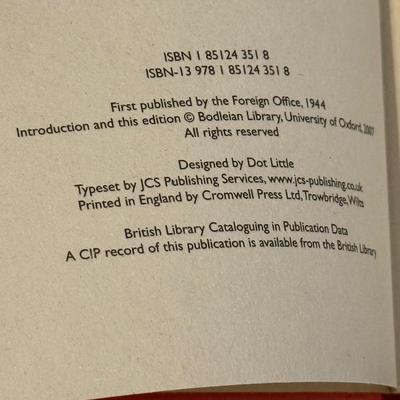 ISBN 1 85124 351 8
ISBN-13 978 1 85124 351 8
First published by the Foreign Office, 1944
Introduction and this edition © Bodleian Library, University of Oxford, 2007
All rights reserved
Designed by Dot Little
Typeset by JCS Publishing Services, www.jcs-publishing.co.uk
Printed in England by Cromwell Press Ltd, Trowbridge, Wilts
British Library Cataloguing in Publication Data
A CIP record of this publication is available from the British Library